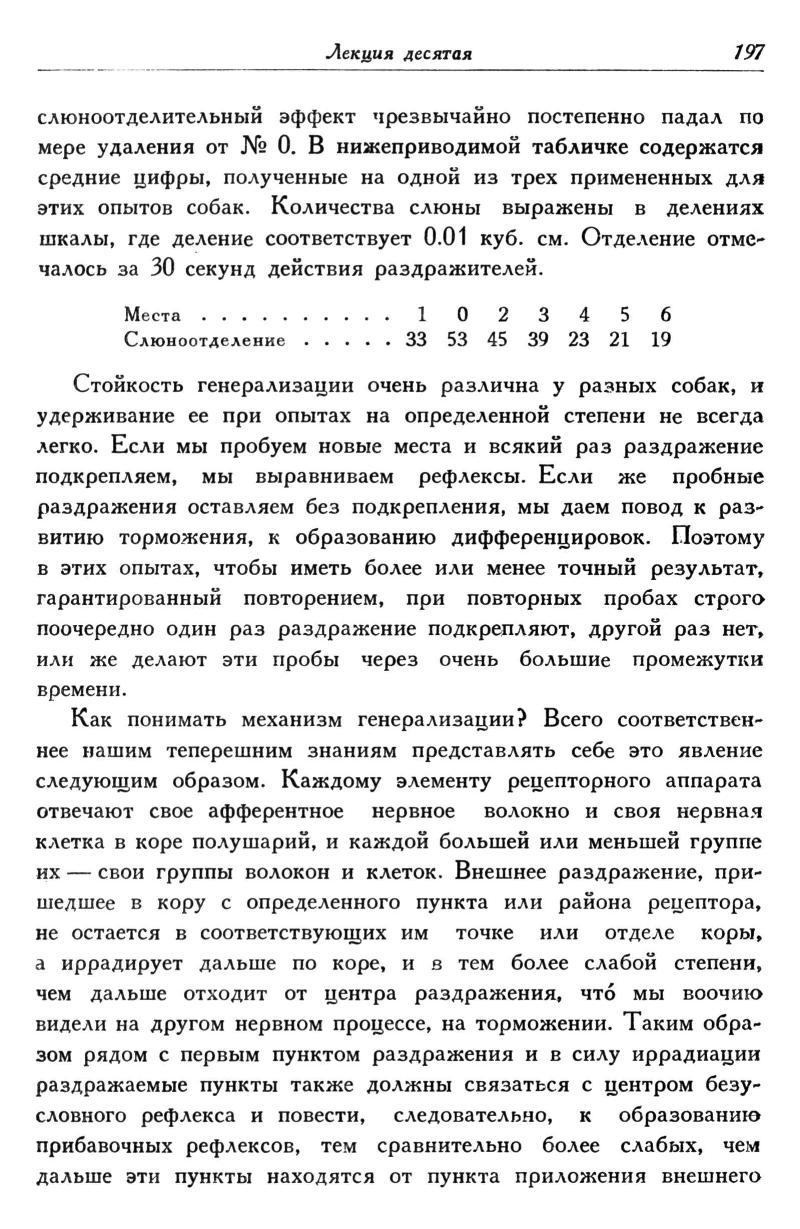 Лекция десятая 197
слюноотделительный эффект чрезвычайно постепенно падал по
мере удаления от № 0. В нижеприводимой табличке содержатся
средние цифры, полученные на одной из трех примененных для
этих опытов собак. Количества слюны выражены в делениях
шкалы, где деление соответствует 0.01 куб. см. Отделение отме-
чалось за 30 секунд действия раздражителей.
Места . . . . . . . . . . 1 0 2 3 4 5 6
Слюноотделение . . . . . 33 53 45 39 23 21 19
Стойкость генерализации очень различна у разных собак, и
удерживание ее при опытах на определенной степени не всегда
легко. Если мы пробуем новые места и всякий раз раздражение
подкрепляем, мы выравниваем рефлексы. Если же пробные
раздражения оставляем без подкрепления, мы даем повод к раз-
витию торможения, к образованию дифференцировок. Поэтому
в этих опытах, чтобы иметь более или менее точный результат,
гарантированный повторением, при повторных пробах строго
поочередно один раз раздражение подкрепляют, другой раз нет,
или же делают эти пробы через очень большие промежутки
времени.
Как понимать механизм генерализации? Всего соответствен-
нее нашим теперешним знаниям представлять себе это явление
следующим образом. Каждому элементу рецепторного аппарата
отвечают свое афферентное нервное волокно и своя нервная
клетка в коре полушарий, и каждой большей или меньшей группе
их — свои группы волокон и клеток. Внешнее раздражение, при-
шедшее в кору с определенного пункта или района рецептора,
не остается в соответствующих им точке или отделе коры,
а иррадирует дальше по коре, и в тем более слабой степени,
чем дальше отходит от центра раздражения, что́ мы воочию
видели на другом нервном процессе, на торможении. Таким обра-
зом рядом с первым пунктом раздражения и в силу иррадиации
раздражаемые пункты также должны связаться с центром безу-
словного рефлекса и повести, следовательно, к образованию
прибавочных рефлексов, тем сравнительно более слабых, чем
дальше эти пункты находятся от пункта приложения внешнего